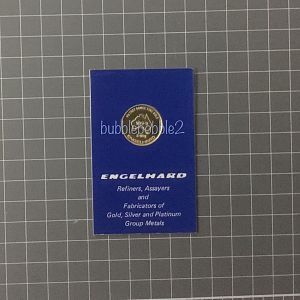 bubblebobble2
ENGELHARD
Refiners, Assayers
and
Fabricators of
Gold, Silver and Platinum
Group Metals